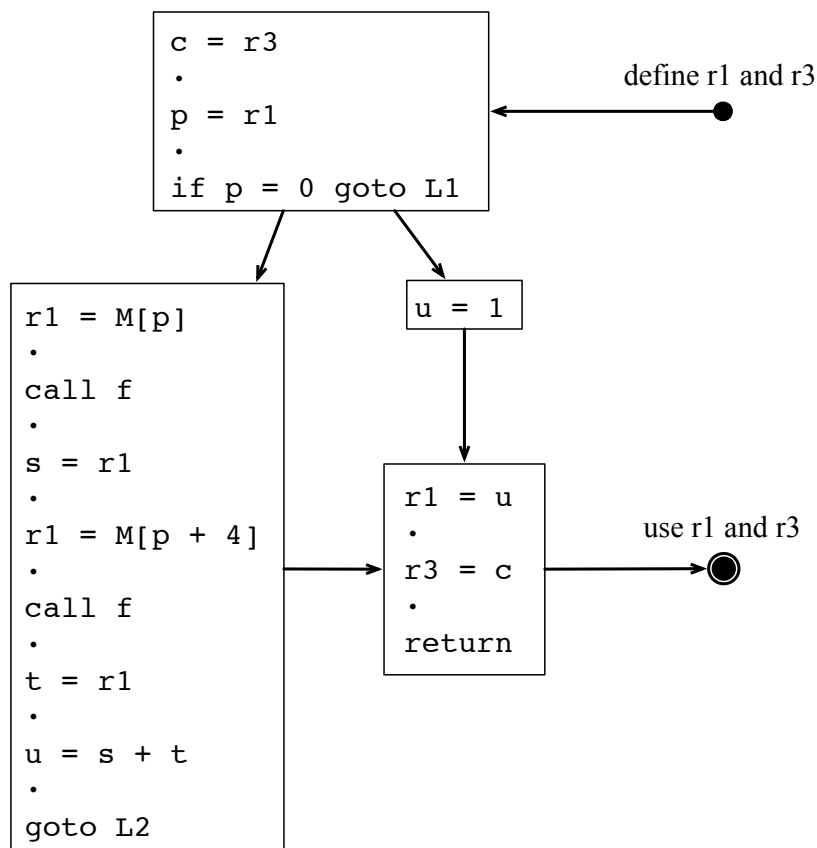 c = r3
.
p = r1
.
if p = 0 goto L1
define r1 and r3
r1 = M[p]
.
call f
.
s = r1
.
r1 = M[p + 4]
.
call f
.
t = r1
.
u = s + t
.
goto L2
u = 1
r1 = u
.
r3 = c
.
return
use r1 and r3